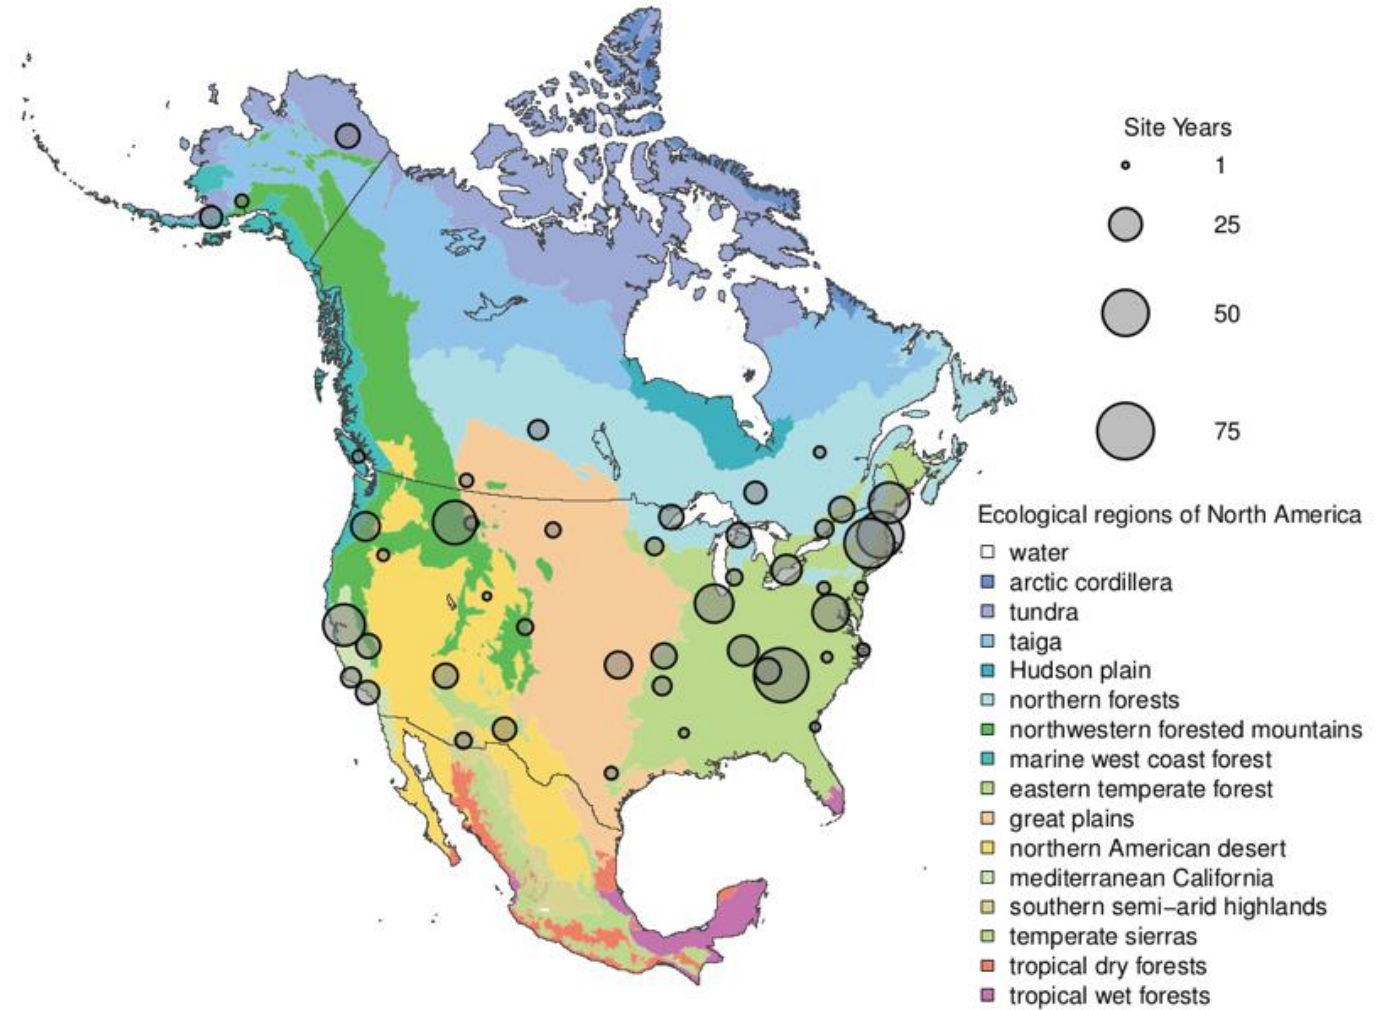 Site Years
1
25
50
75
Ecological regions of North America
water
arctic cordillera
tundra
taiga
Hudson plain
northern forests
northwestern forested mountains
marine west coast forest
eastern temperate forest
great plains
northern American desert
mediterranean California
southern semi−arid highlands
temperate sierras
tropical dry forests
tropical wet forests